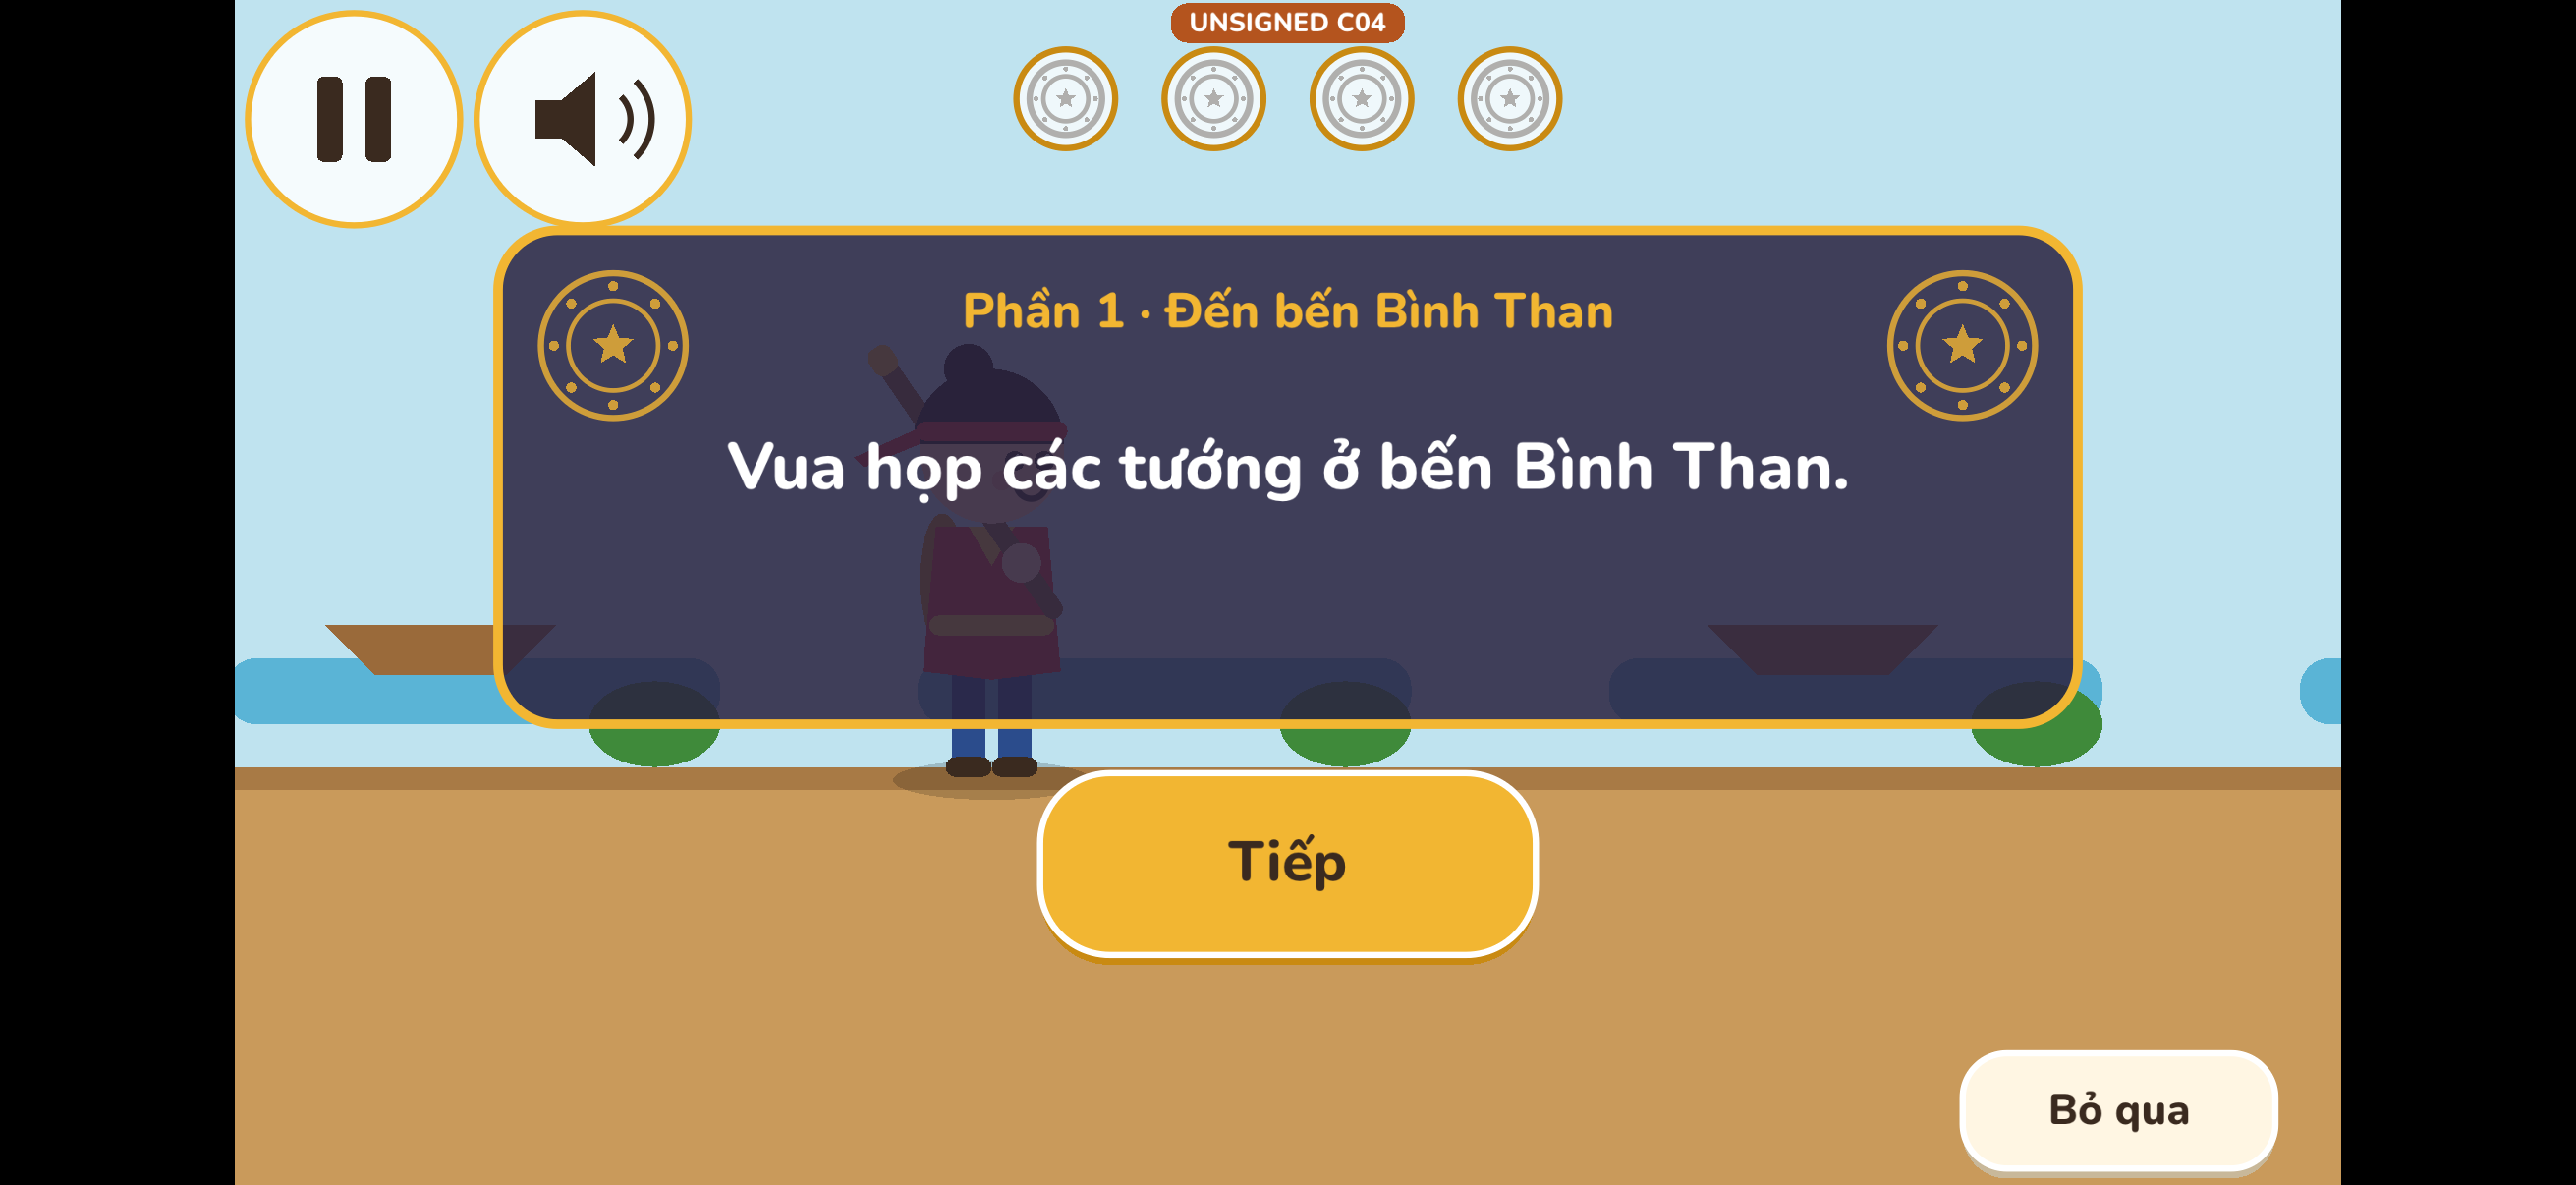 UNSIGNED C04
Phần 1 · Đến bến Bình Than
Vua họp các tướng ở bến Bình Than.
Tiếp
Bỏ qua